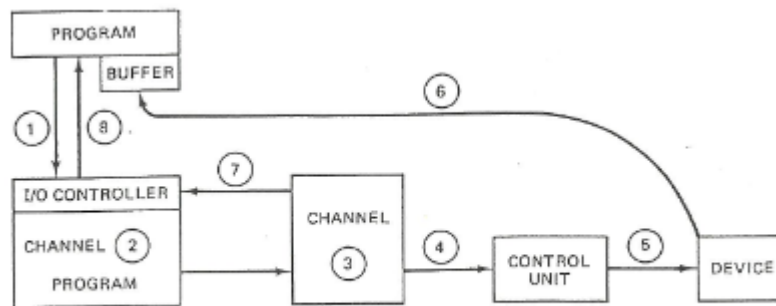 PROGRAM
BUFFER
6
1
8
7
I/O CONTROLLER
CHANNEL
CHANNEL 2
3
4
5
CONTROL
UNIT
DEVICE
PROGRAM